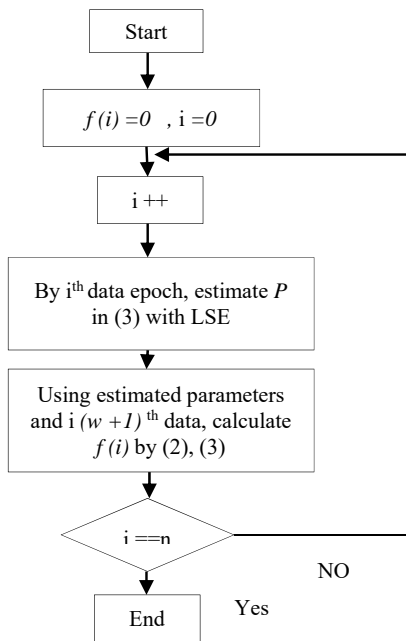 Start
f(i) =0 , i =0
i ++
By iᵗʰ data epoch, estimate P
in (3) with LSE
Using estimated parameters
and i (w +1) ᵗʰ data, calculate
f(i) by (2), (3)
i ==n
NO
Yes
End